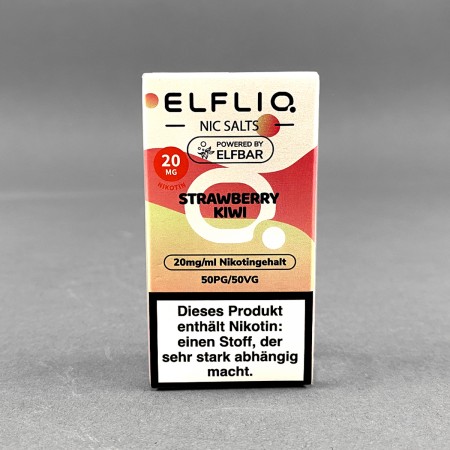 ELFLIQ
NIC SALTS
POWERED BY
ELFBAR
20
MG
NIKOTIN
STRAWBERRY
KIWI
20mg/ml Nikotingehalt
50PG/50VG
Dieses Produkt
enthält Nikotin:
einen Stoff, der
sehr stark abhängig
macht.